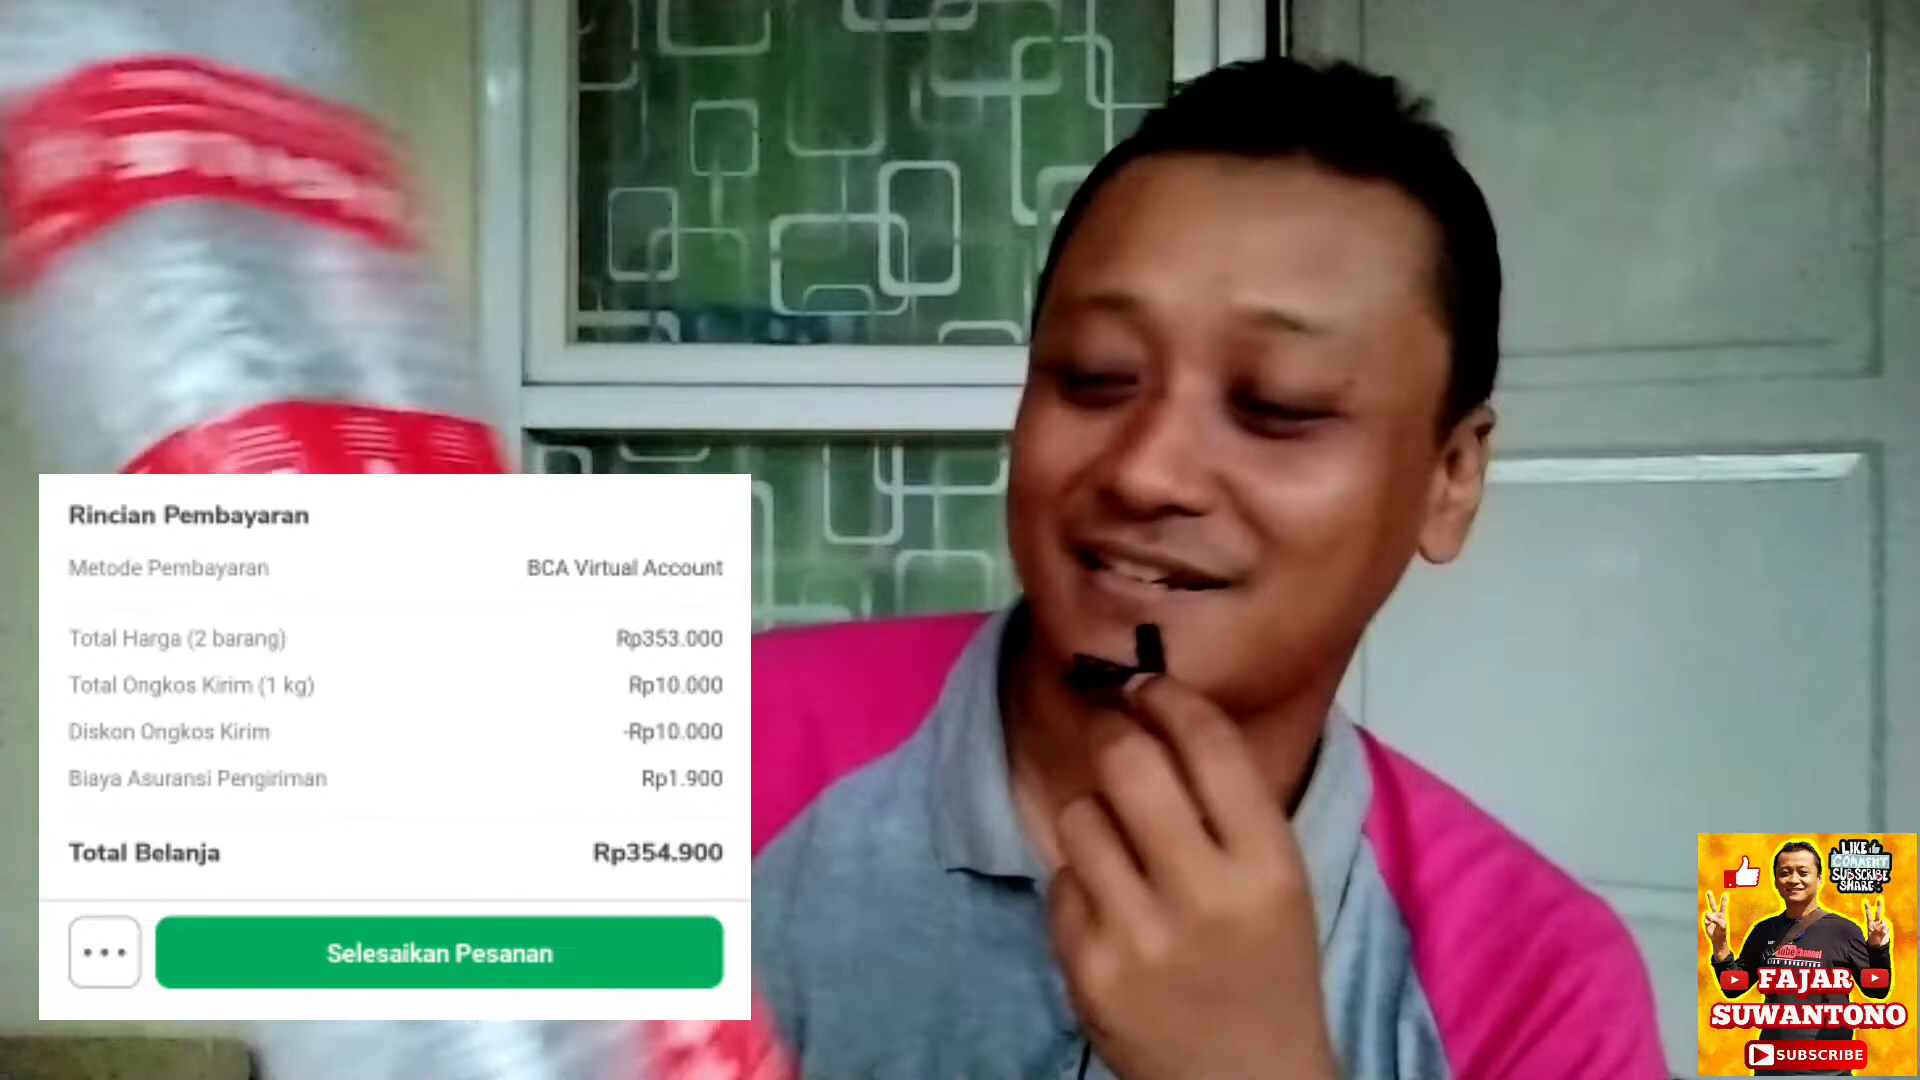 Rincian Pembayaran
Metode Pembayaran BCA Virtual Account
Total Harga (2 barang) Rp353.000
Total Ongkos Kirim (1 kg) Rp10.000
Diskon Ongkos Kirim -Rp10.000
Biaya Asuransi Pengiriman Rp1.900
Total Belanja Rp354.900
Selesaikan Pesanan
LIKE
COMMENT
SUBSCRIBE
SHARE
FAJAR
SUWANTONO
SUBSCRIBE